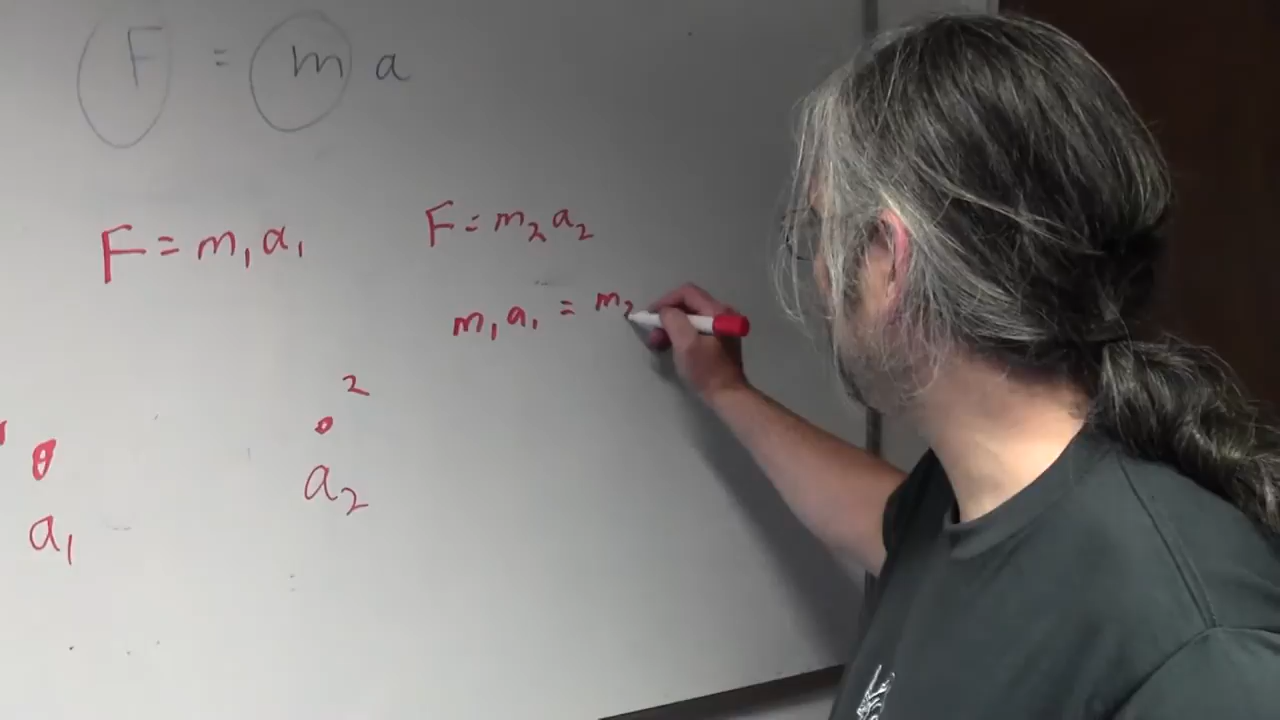 F = m a
F = m₁a₁
F = m₂a₂
m₁a₁ = m₂
2
a₂
a₁